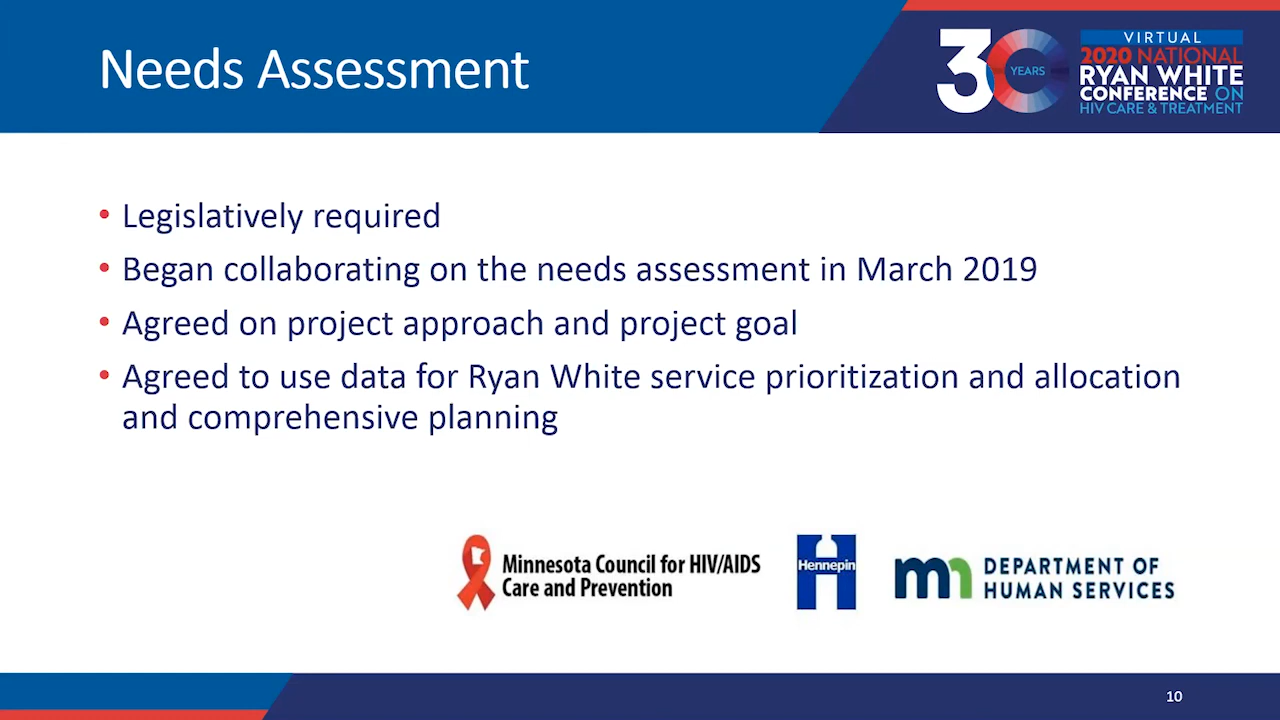 Needs Assessment
30 YEARS
VIRTUAL
2020 NATIONAL
RYAN WHITE
CONFERENCE ON
HIV CARE & TREATMENT
• Legislatively required
• Began collaborating on the needs assessment in March 2019
• Agreed on project approach and project goal
• Agreed to use data for Ryan White service prioritization and allocation
and comprehensive planning
Minnesota Council for HIV/AIDS
Care and Prevention
Hennepin
mn DEPARTMENT OF
HUMAN SERVICES
10